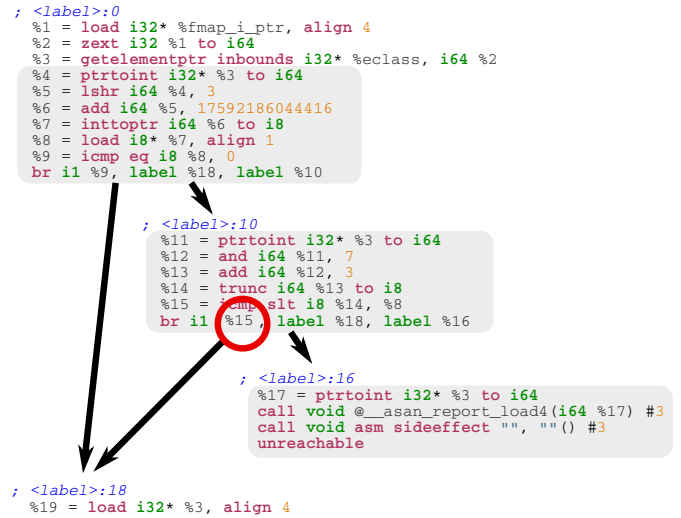 ; <label>:0
%1 = load i32* %fmap_i_ptr, align 4
%2 = zext i32 %1 to i64
%3 = getelementptr inbounds i32* %eclass, i64 %2
%4 = ptrtoint i32* %3 to i64
%5 = lshr i64 %4, 3
%6 = add i64 %5, 17592186044416
%7 = inttoptr i64 %6 to i8
%8 = load i8* %7, align 1
%9 = icmp eq i8 %8, 0
br i1 %9, label %18, label %10
; <label>:10
%11 = ptrtoint i32* %3 to i64
%12 = and i64 %11, 7
%13 = add i64 %12, 3
%14 = trunc i64 %13 to i8
%15 = icmp slt i8 %14, %8
br i1 %15, label %18, label %16
; <label>:16
%17 = ptrtoint i32* %3 to i64
call void @__asan_report_load4(i64 %17) #3
call void asm sideeffect "", ""() #3
unreachable
; <label>:18
%19 = load i32* %3, align 4